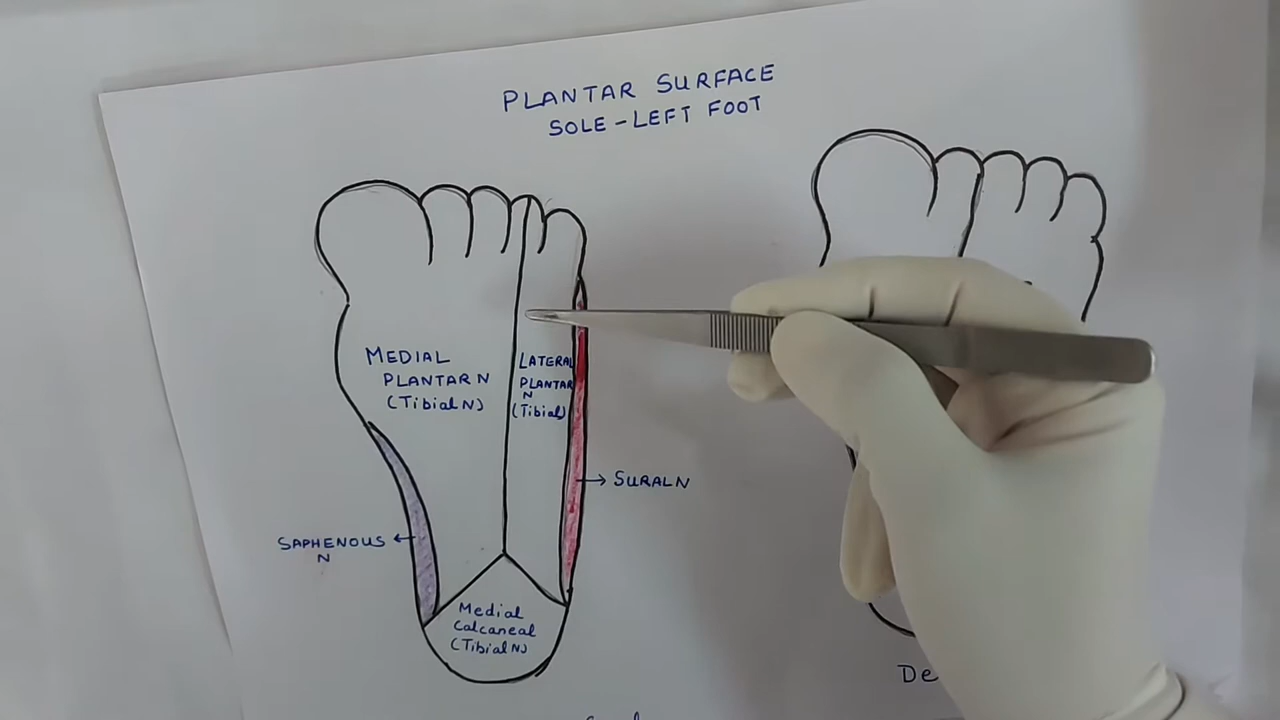 PLANTAR SURFACE
SOLE-LEFT FOOT
MEDIAL
PLANTAR N
(Tibial N)
LATERAL
PLANTAR
N
(Tibial)
SURAL N
SAPHENOUS
N
Medial
Calcaneal
(Tibial N)
De